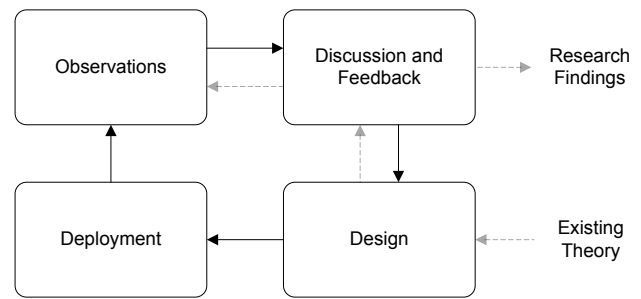 Observations
Discussion and
Feedback
Research
Findings
Deployment
Design
Existing
Theory